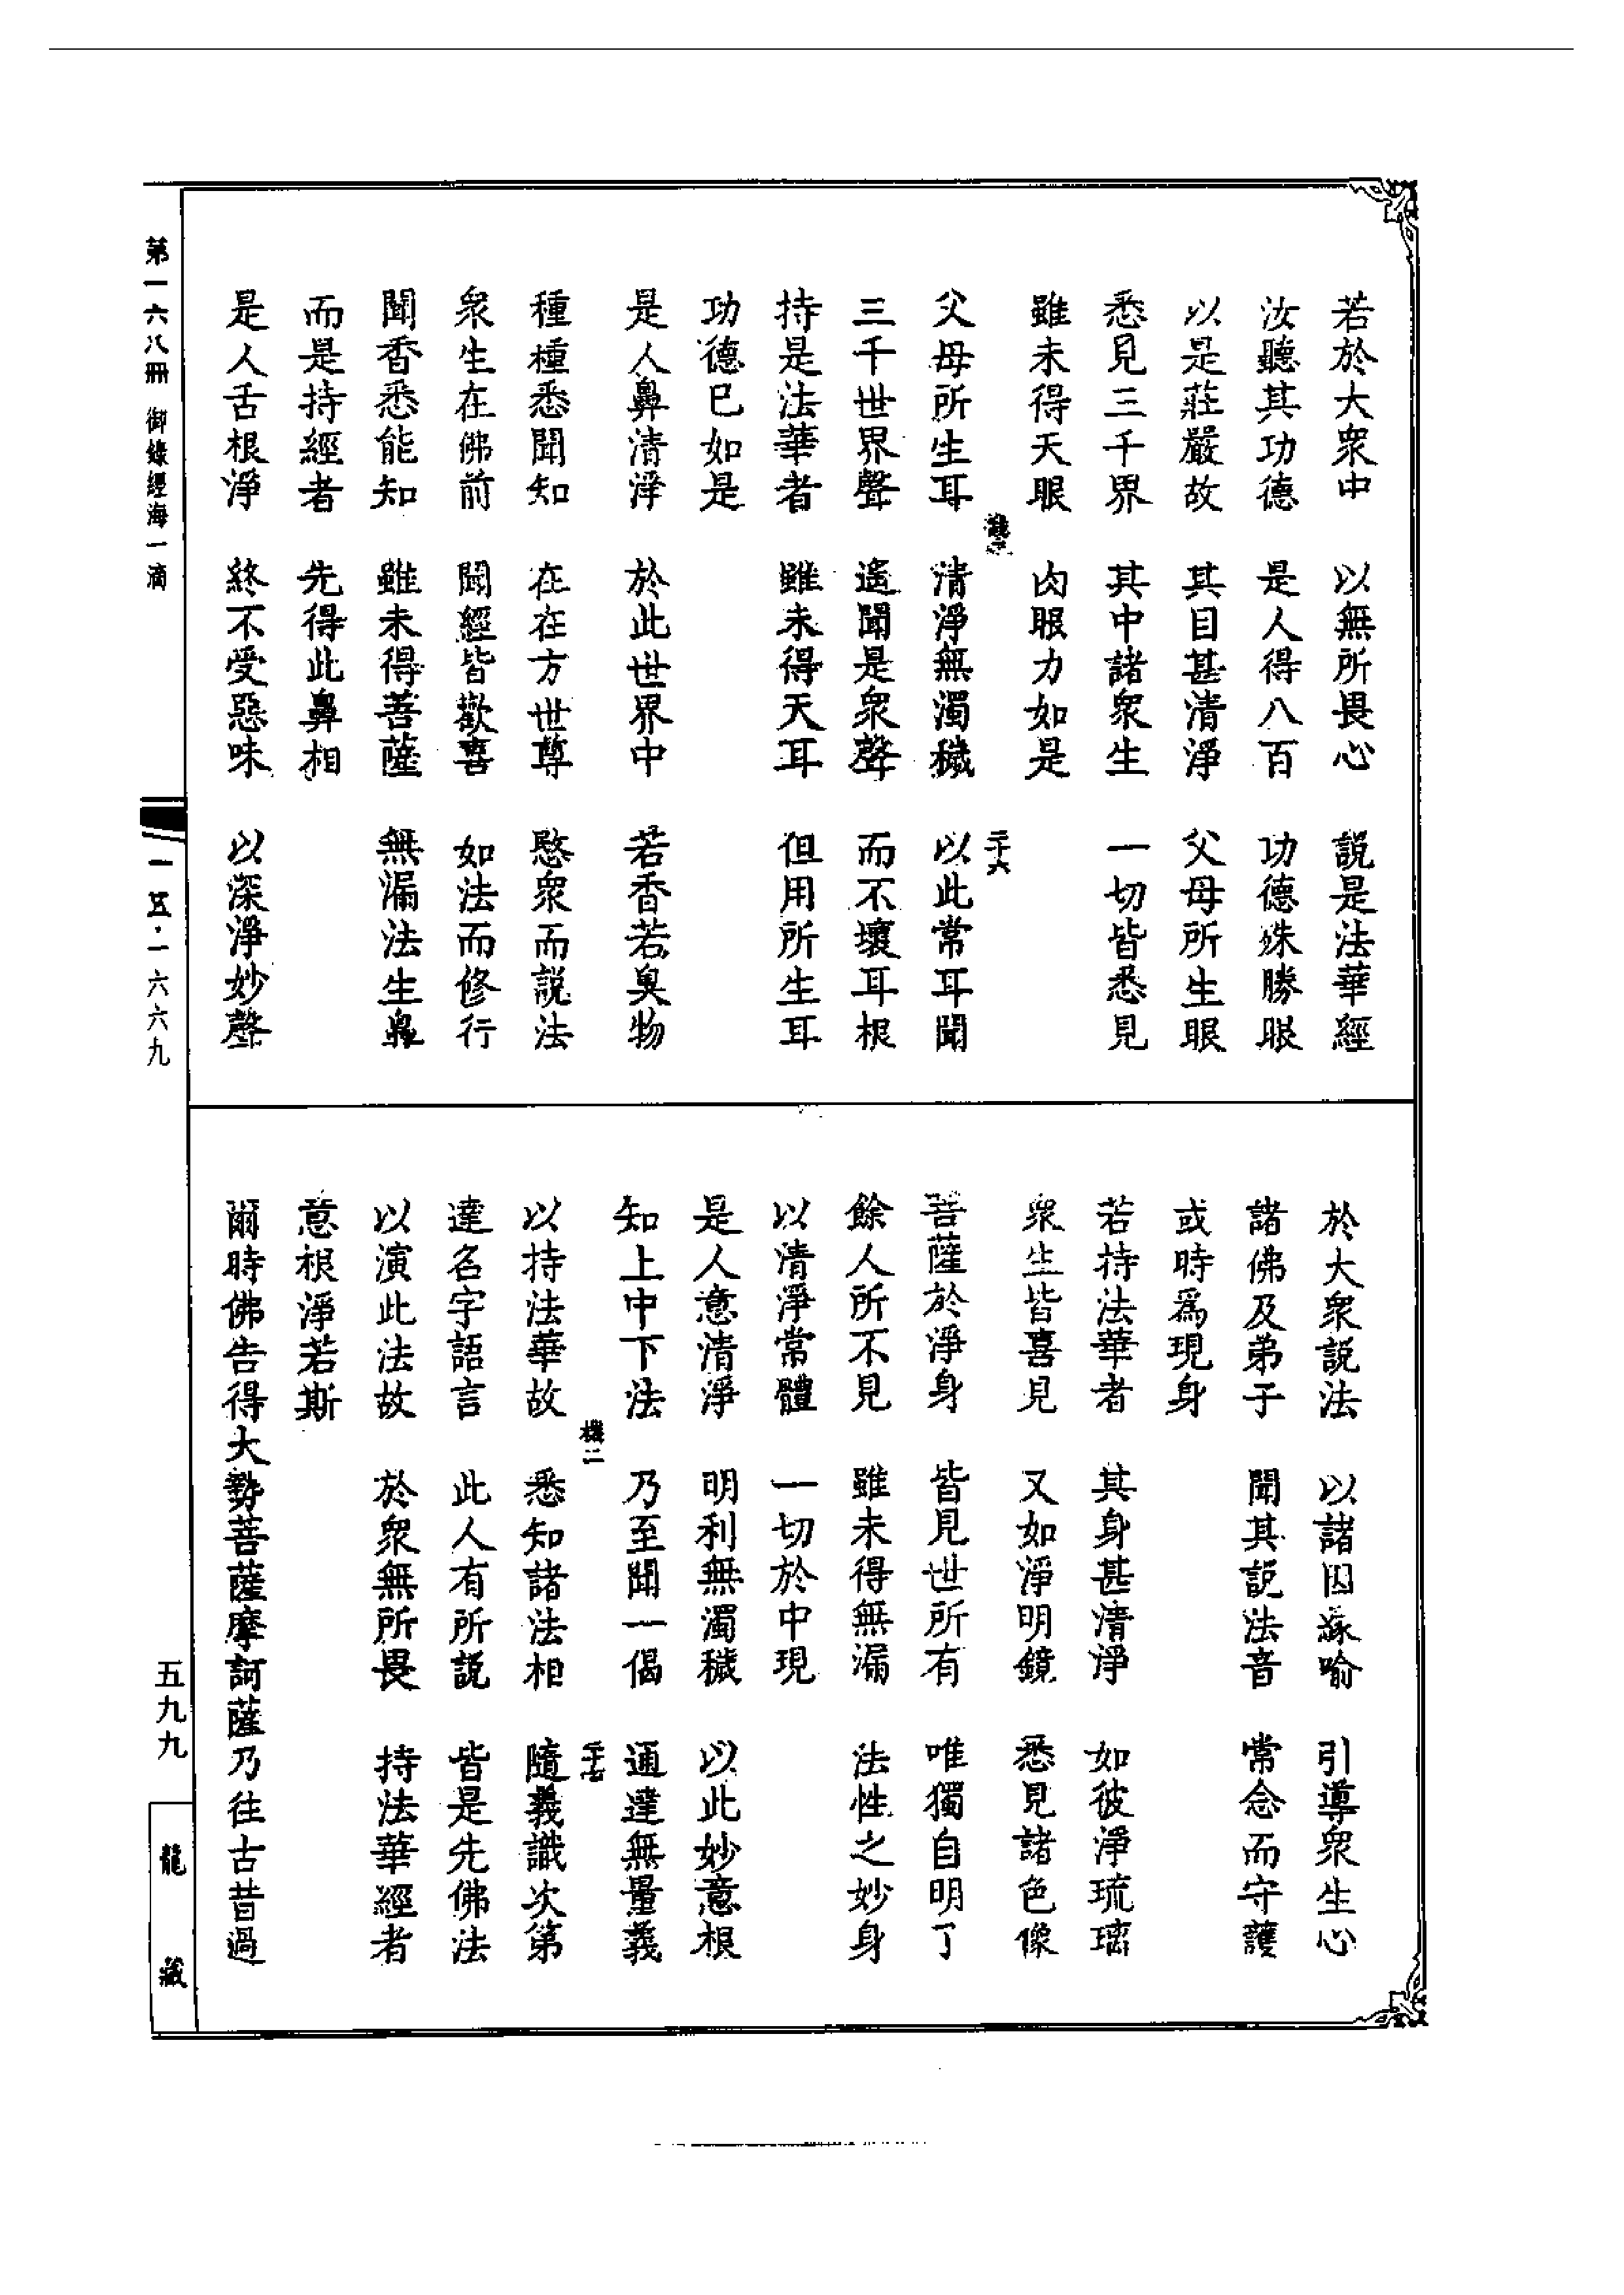 若於大衆中　以無所畏心　說是法華經
汝聽其功德　是人得八百　功德殊勝眼
以是莊嚴故　其目甚清淨　父母所生眼
悉見三千界　其中諸衆生　一切皆悉見
雖未得天眼　肉眼力如是
二十六
父母所生耳　清淨無濁穢　以此常耳聞
三千世界聲　遙聞是衆聲　而不壞耳根
持是法華者　雖未得天耳　但用所生耳
功德已如是
是人鼻清淨　於此世界中　若香若臭物
種種悉聞知　在在方世尊　愍衆而說法
衆生在佛前　聞經皆歡喜　如法而修行
聞香悉能知　雖未得菩薩　無漏法生鼻
而是持經者　先得此鼻相
是人舌根淨　終不受惡味　以深淨妙聲
於大衆說法　以諸因緣喻　引導衆生心
諸佛及弟子　聞其說法音　常念而守護
或時爲現身
若持法華者　其身甚清淨　如彼淨琉璃
衆生皆喜見　又如淨明鏡　悉見諸色像
菩薩於淨身　皆見世所有　唯獨自明了
餘人所不見　雖未得無漏　法性之妙身
以清淨常體　一切於中現
是人意清淨　明利無濁穢　以此妙意根
知上中下法　乃至聞一偈　通達無量義
機二　二十七
以持法華故　悉知諸法相　隨義識次第
達名字語言　此人有所說　皆是先佛法
以演此法故　於衆無所畏　持法華經者
意根淨若斯
爾時佛告得大勢菩薩摩訶薩乃往古昔過
第一六八冊　御錄經海一滴
一五·一六六九
五九九
龍藏